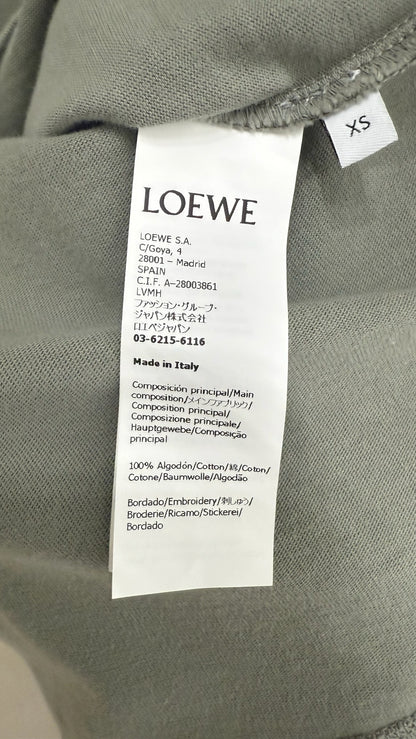 XS
LOEWE
LOEWE S.A.
C/Goya, 4
28001 – Madrid
SPAIN
C.I.F. A-28003861
LVMH
ファッション・グループ・
ジャパン株式会社
ロエベジャパン
03-6215-6116
Made in Italy
Composición principal/Main
composition/メインファブリック/
Composition principal/
Composizione principale/
Hauptgewebe/Composição
principal
100% Algodón/Cotton/綿/Coton/
Cotone/Baumwolle/Algodão
Bordado/Embroidery/刺しゅう/
Broderie/Ricamo/Stickerei/
Bordado